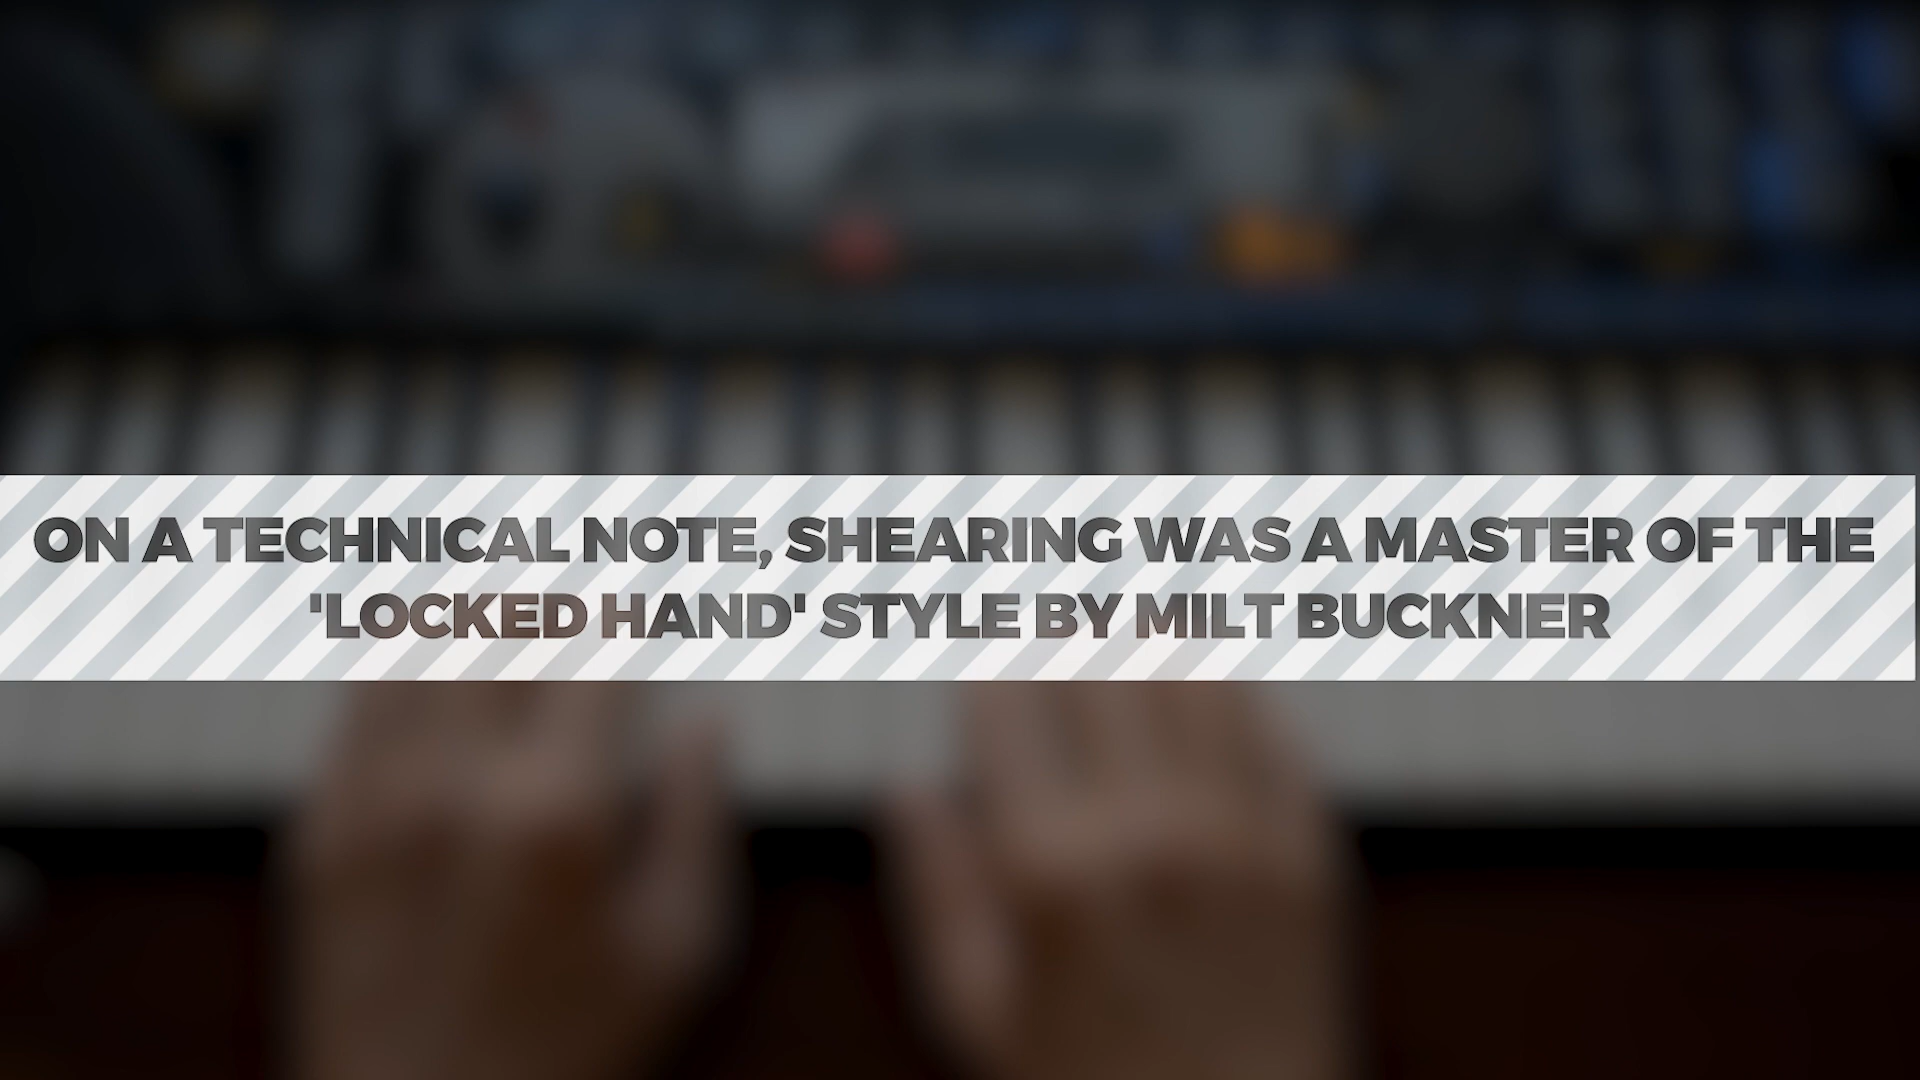 ON A TECHNICAL NOTE, SHEARING WAS A MASTER OF THE
'LOCKED HAND' STYLE BY MILT BUCKNER